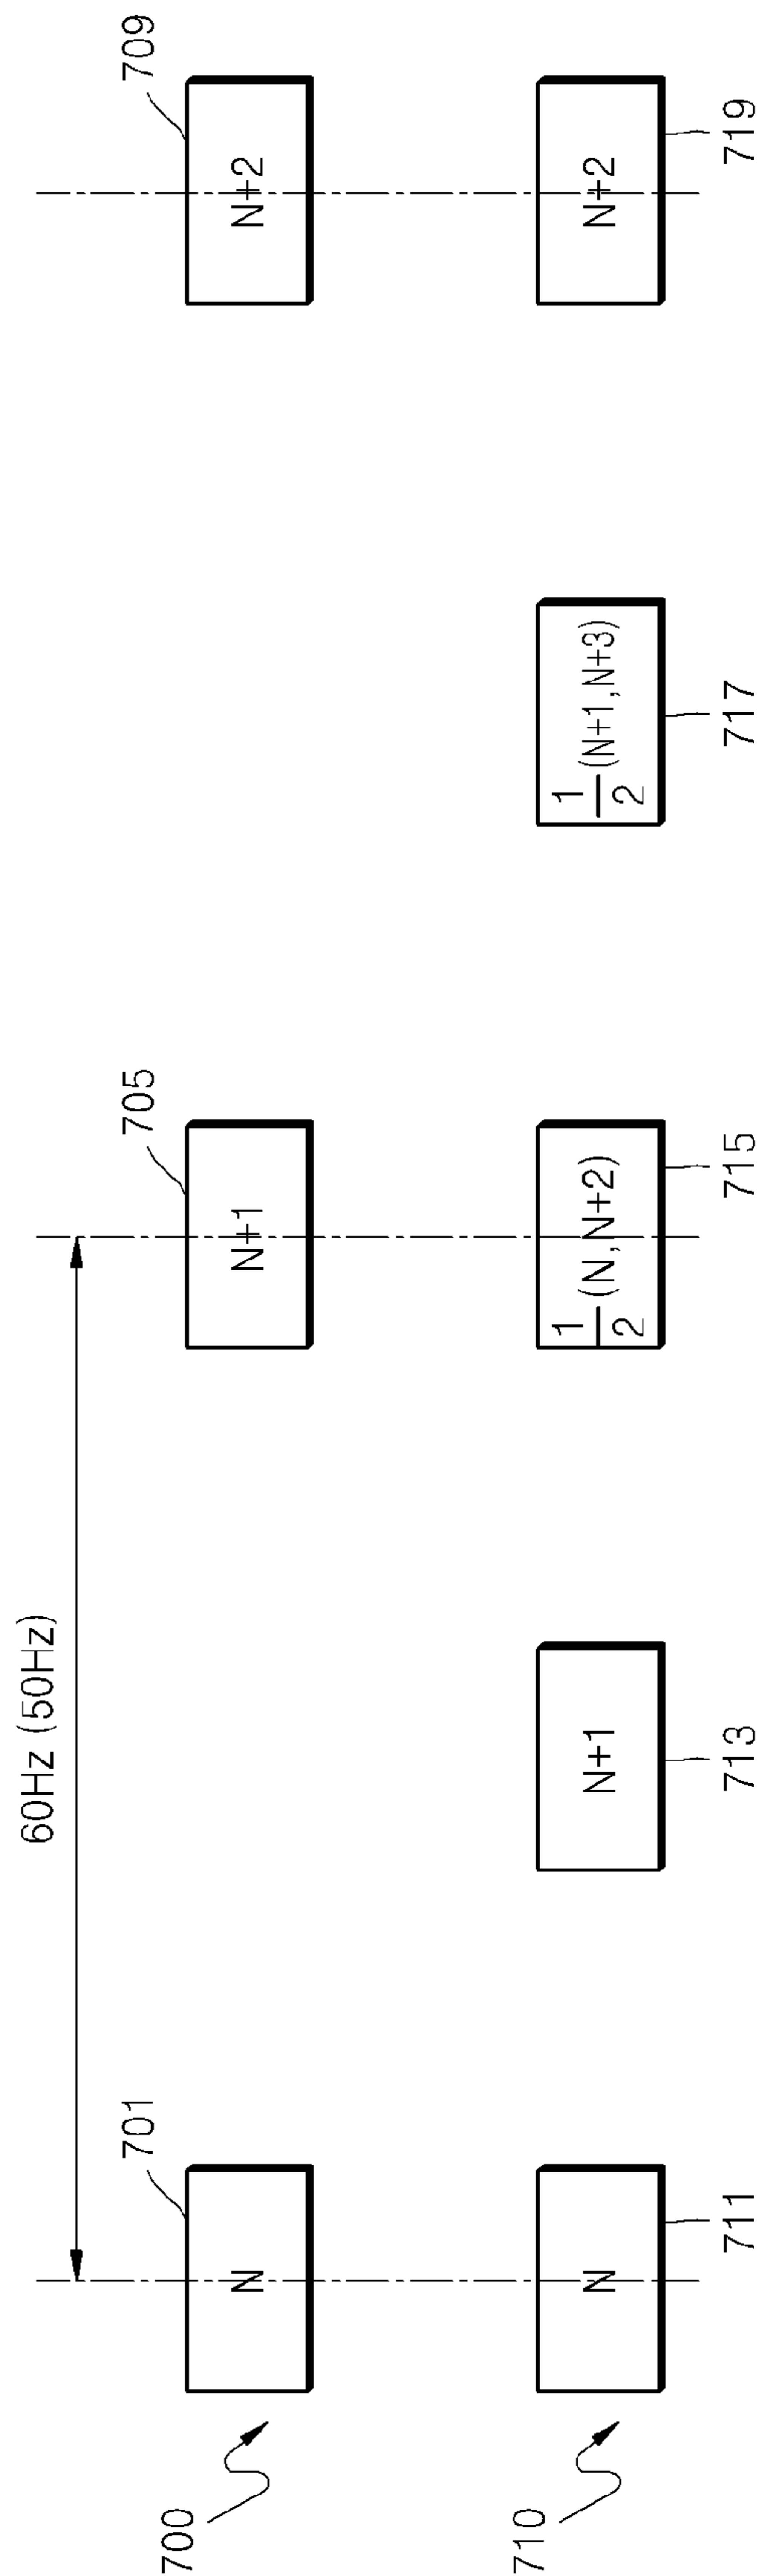 60Hz (50Hz)
701
705
709
700
N
N+1
N+2
710
N
N+1
1/2 (N, N+2)
1/2 (N+1, N+3)
N+2
711
713
715
717
719